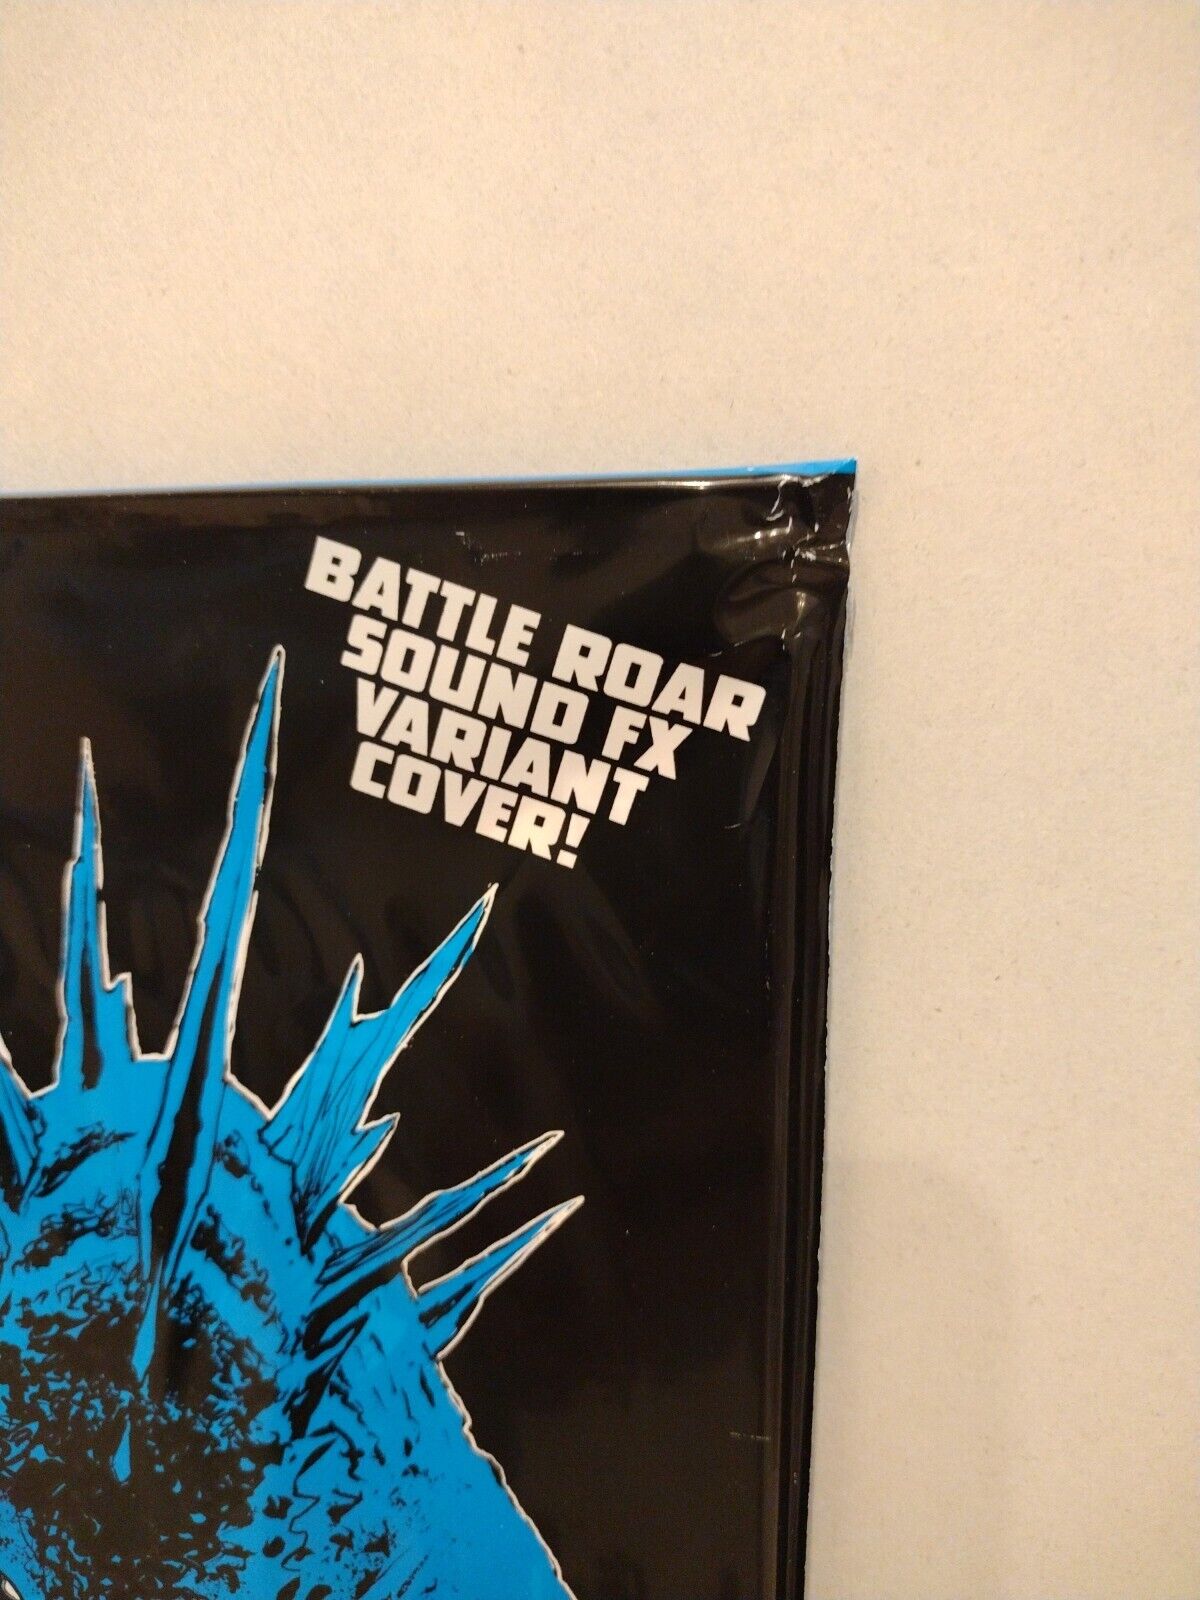 BATTLE ROAR
SOUND FX
VARIANT
COVER!